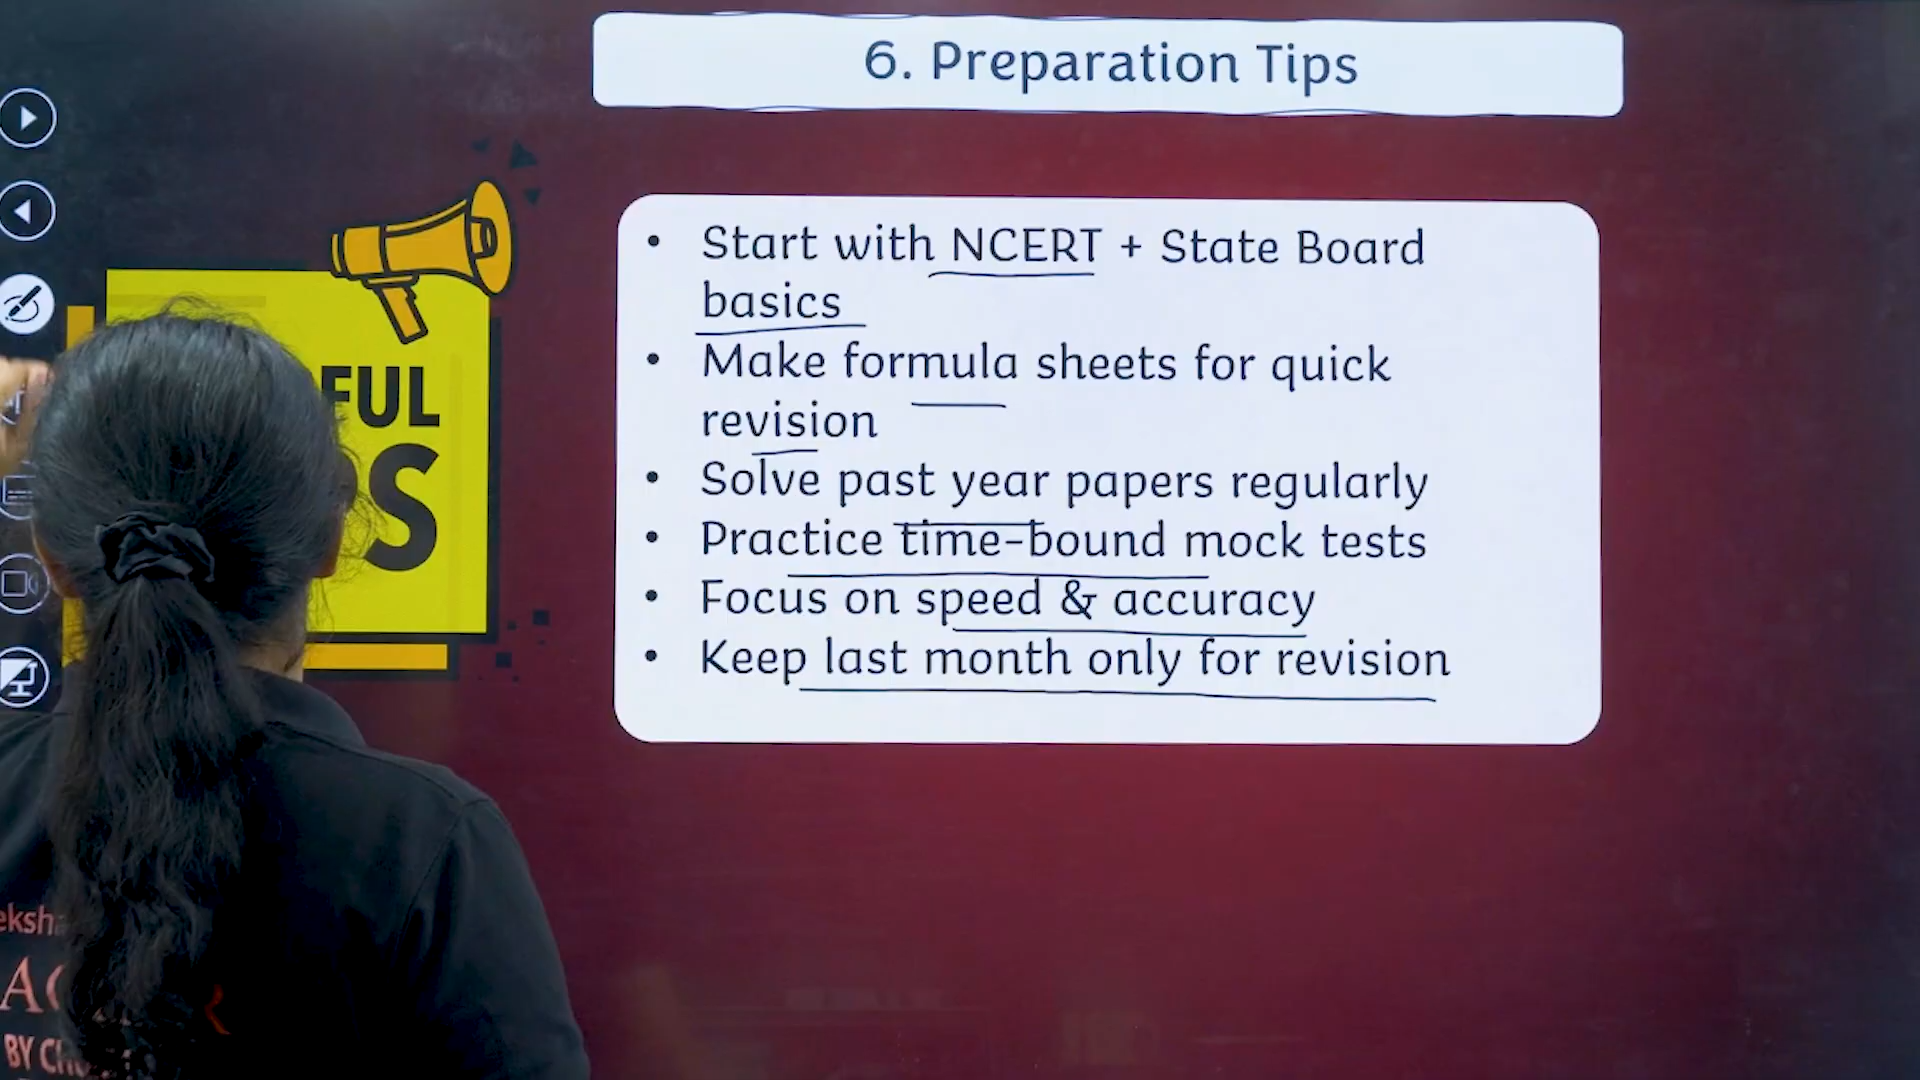 6. Preparation Tips
• Start with NCERT + State Board
basics
• Make formula sheets for quick
revision
• Solve past year papers regularly
• Practice time-bound mock tests
• Focus on speed & accuracy
• Keep last month only for revision
BY